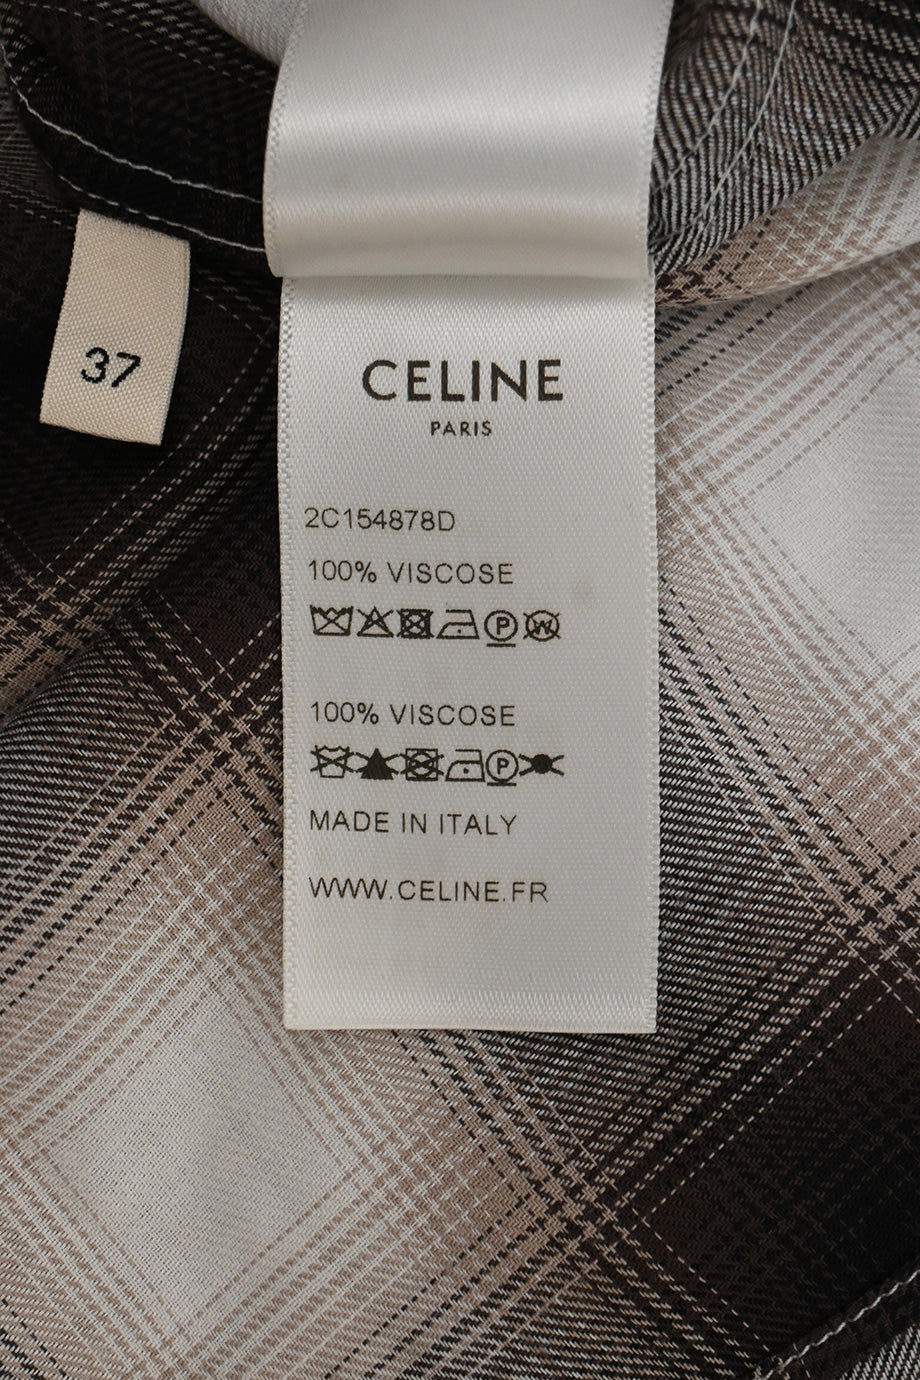 37
CELINE
PARIS
2C154878D
100% VISCOSE
P W
100% VISCOSE
P
MADE IN ITALY
WWW.CELINE.FR